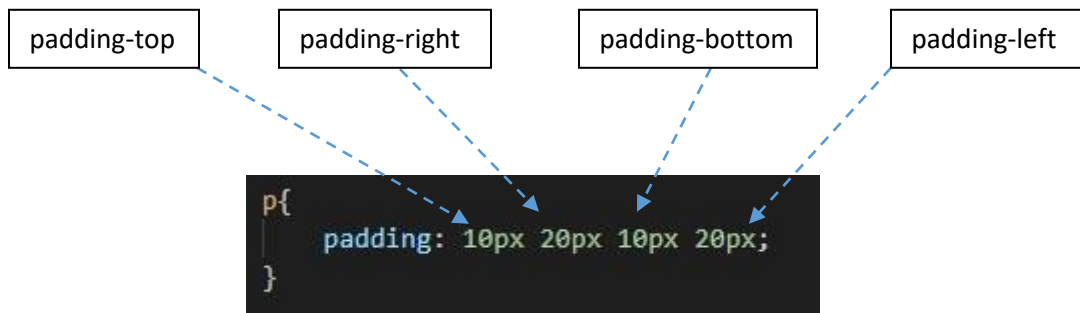 padding-top padding-right padding-bottom padding-left
p{
padding: 10px 20px 10px 20px;
}